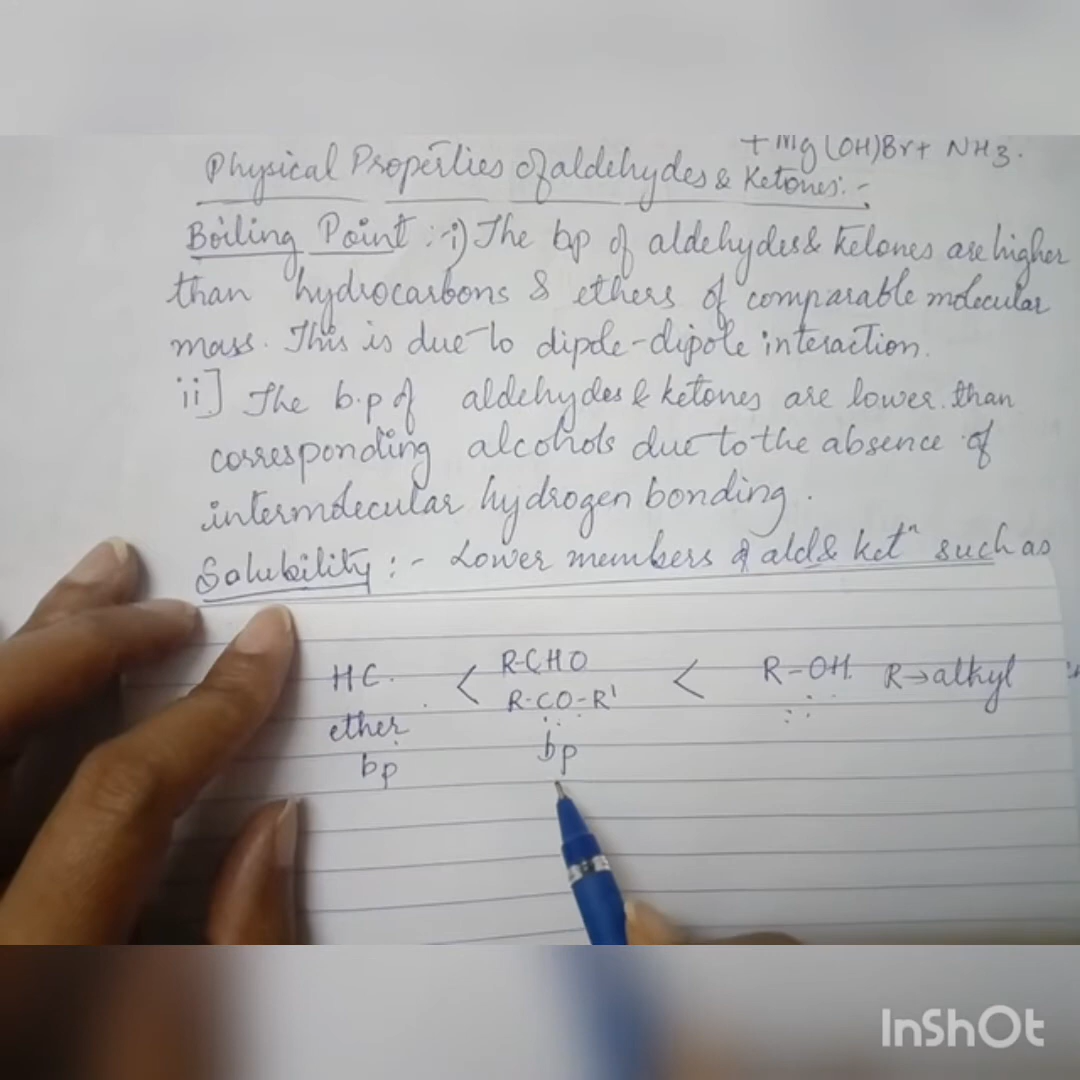 + Mg(OH)Br + NH3.
Physical Properties of aldehydes & Ketones :-
Boiling Point :- i) The bp of aldehydes & ketones are higher
than hydrocarbons & ethers of comparable molecular
mass. This is due to dipole-dipole interaction.
ii] The b.p of aldehydes & ketones are lower than
corresponding alcohols due to the absence of
intermolecular hydrogen bonding.
Solubility :- Lower members of ald & ketⁿ such as
HC. < R-CHO < R-OH. R→alkyl
ether R-CO-R'
bp bp
InShOt